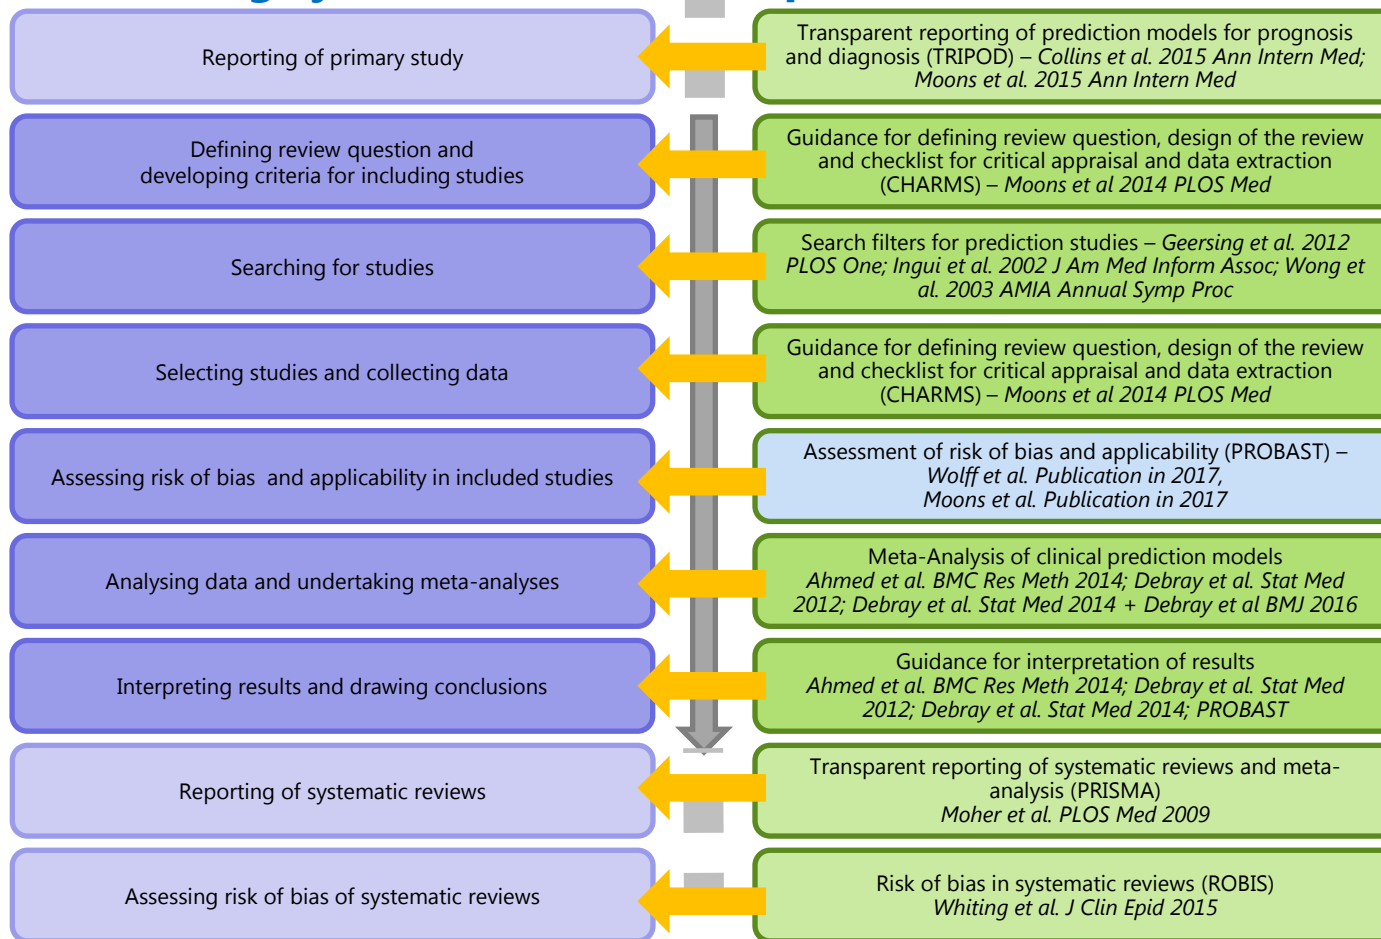 Reporting of primary study
Transparent reporting of prediction models for prognosis
and diagnosis (TRIPOD) – Collins et al. 2015 Ann Intern Med;
Moons et al. 2015 Ann Intern Med
Defining review question and
developing criteria for including studies
Guidance for defining review question, design of the review
and checklist for critical appraisal and data extraction
(CHARMS) – Moons et al 2014 PLOS Med
Searching for studies
Search filters for prediction studies – Geersing et al. 2012
PLOS One; Ingui et al. 2002 J Am Med Inform Assoc; Wong et
al. 2003 AMIA Annual Symp Proc
Selecting studies and collecting data
Guidance for defining review question, design of the review
and checklist for critical appraisal and data extraction
(CHARMS) – Moons et al 2014 PLOS Med
Assessing risk of bias and applicability in included studies
Assessment of risk of bias and applicability (PROBAST) –
Wolff et al. Publication in 2017,
Moons et al. Publication in 2017
Analysing data and undertaking meta-analyses
Meta-Analysis of clinical prediction models
Ahmed et al. BMC Res Meth 2014; Debray et al. Stat Med
2012; Debray et al. Stat Med 2014 + Debray et al BMJ 2016
Interpreting results and drawing conclusions
Guidance for interpretation of results
Ahmed et al. BMC Res Meth 2014; Debray et al. Stat Med
2012; Debray et al. Stat Med 2014; PROBAST
Reporting of systematic reviews
Transparent reporting of systematic reviews and meta-
analysis (PRISMA)
Moher et al. PLOS Med 2009
Assessing risk of bias of systematic reviews
Risk of bias in systematic reviews (ROBIS)
Whiting et al. J Clin Epid 2015